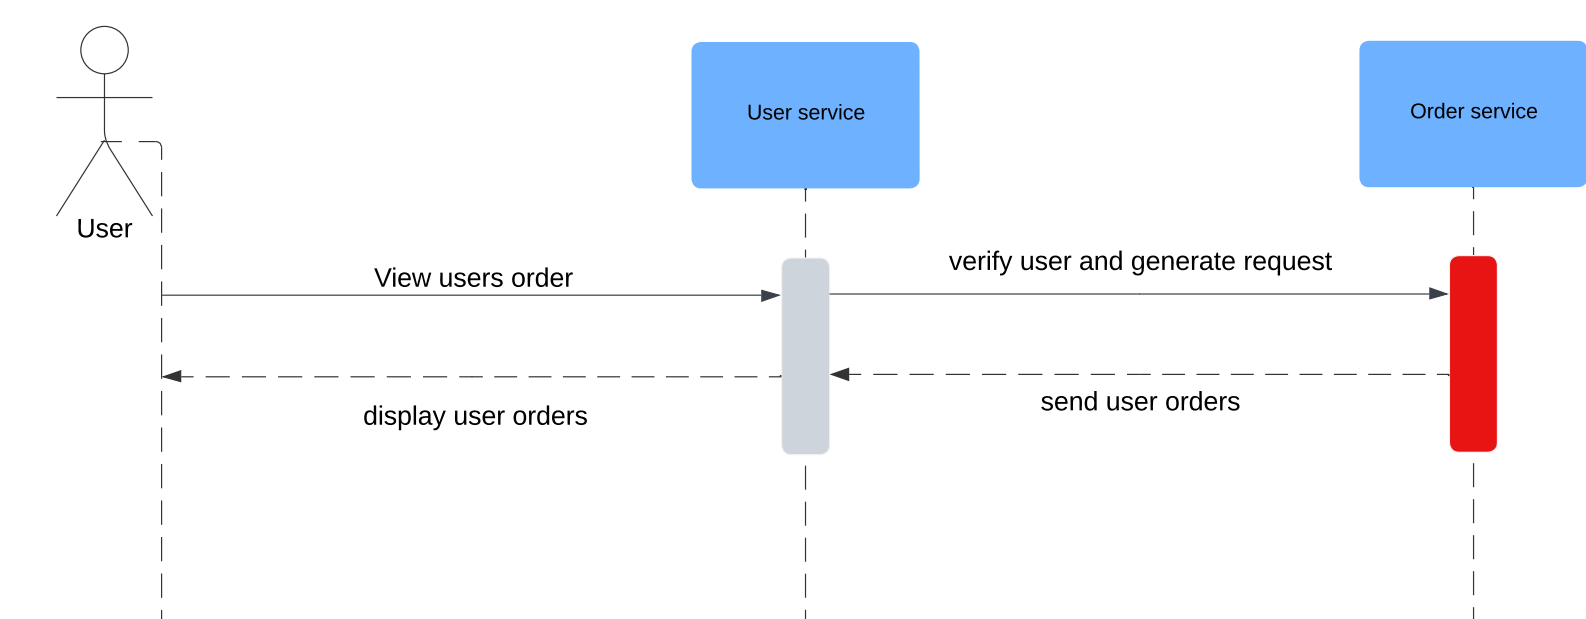 User service
Order service
User
View users order
verify user and generate request
display user orders
send user orders